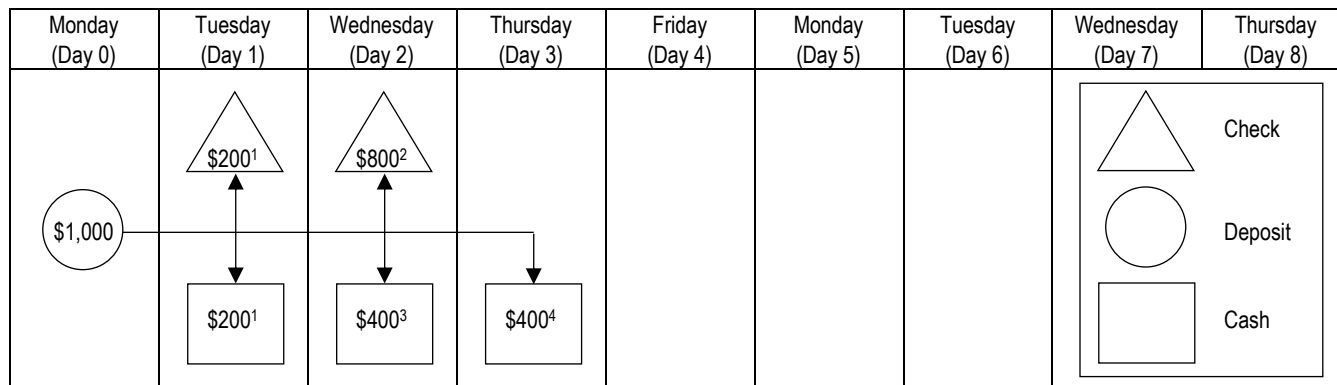 Monday Tuesday Wednesday Thursday Friday Monday Tuesday Wednesday Thursday
(Day 0) (Day 1) (Day 2) (Day 3) (Day 4) (Day 5) (Day 6) (Day 7) (Day 8)
$200¹ $800²
Check
$1,000
Deposit
$200¹ $400³ $400⁴
Cash